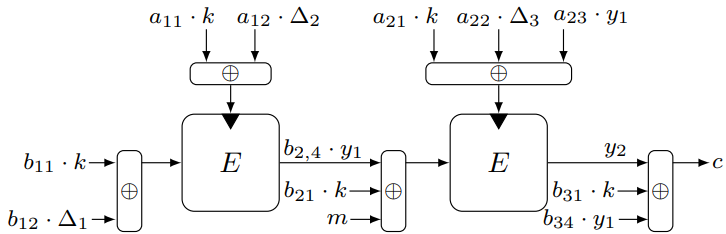 a₁₁ · k a₁₂ · Δ₂ a₂₁ · k a₂₂ · Δ₃ a₂₃ · y₁
⊕ ⊕
b₁₁ · k E b₂,₄ · y₁ E y₂ c
⊕ b₂₁ · k ⊕ b₃₁ · k ⊕
b₁₂ · Δ₁ m b₃₄ · y₁